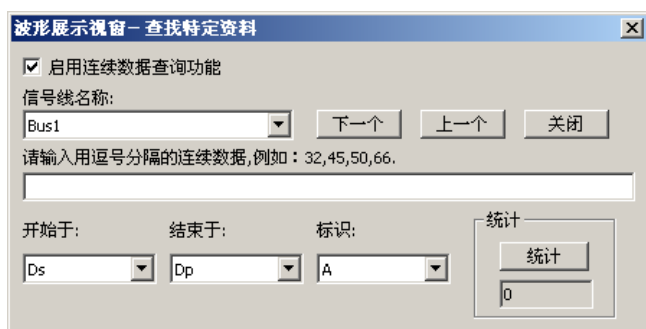 波形展示視窗－查找特定资料
启用连续数据查询功能
信号线名称:
Bus1 下一个 上一个 关闭
请输入用逗号分隔的连续数据,例如：32,45,50,66.
开始于: 结束于: 标识: 统计
Ds Dp A 统计
0